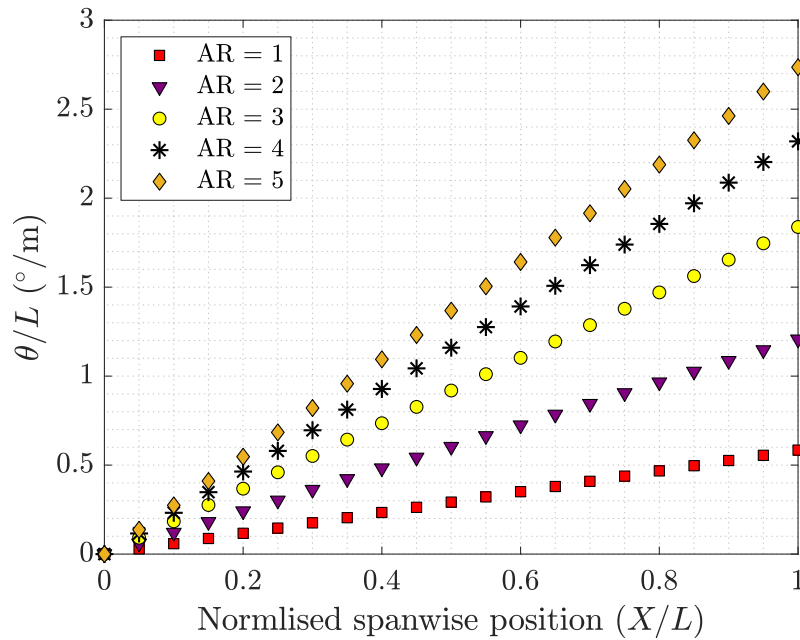 3
2.5
2
1.5
1
0.5
0
0 0.2 0.4 0.6 0.8 1
θ/L (°/m)
Normlised spanwise position (X/L)
AR = 1
AR = 2
AR = 3
AR = 4
AR = 5